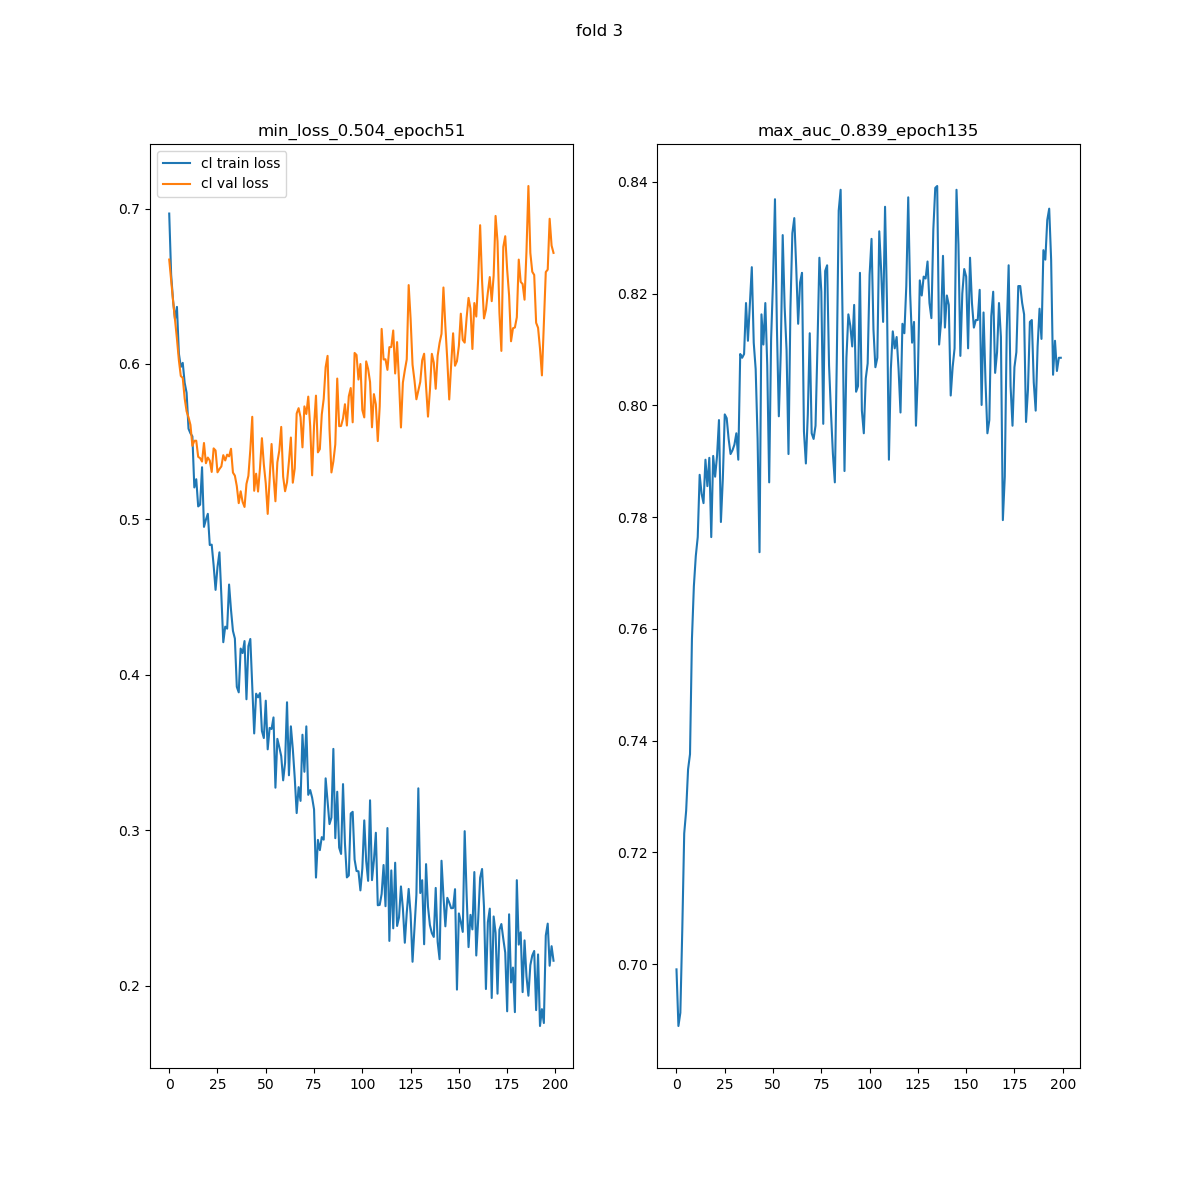 fold 3
min_loss_0.504_epoch51
cl train loss
cl val loss
0.7
0.6
0.5
0.4
0.3
0.2
0 25 50 75 100 125 150 175 200
max_auc_0.839_epoch135
0.84
0.82
0.80
0.78
0.76
0.74
0.72
0.70
0 25 50 75 100 125 150 175 200